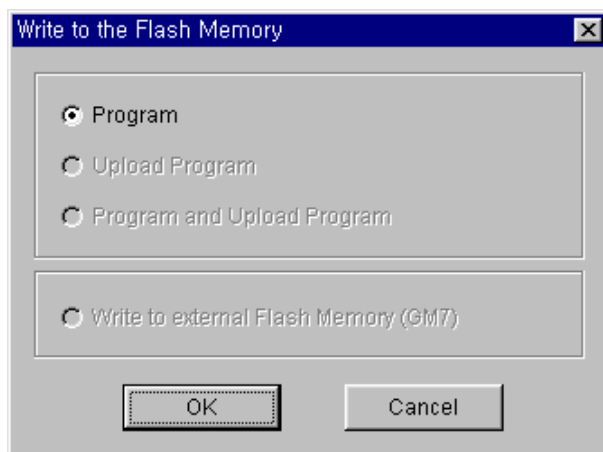 Write to the Flash Memory
Program
Upload Program
Program and Upload Program
Write to external Flash Memory (GM7)
OK
Cancel